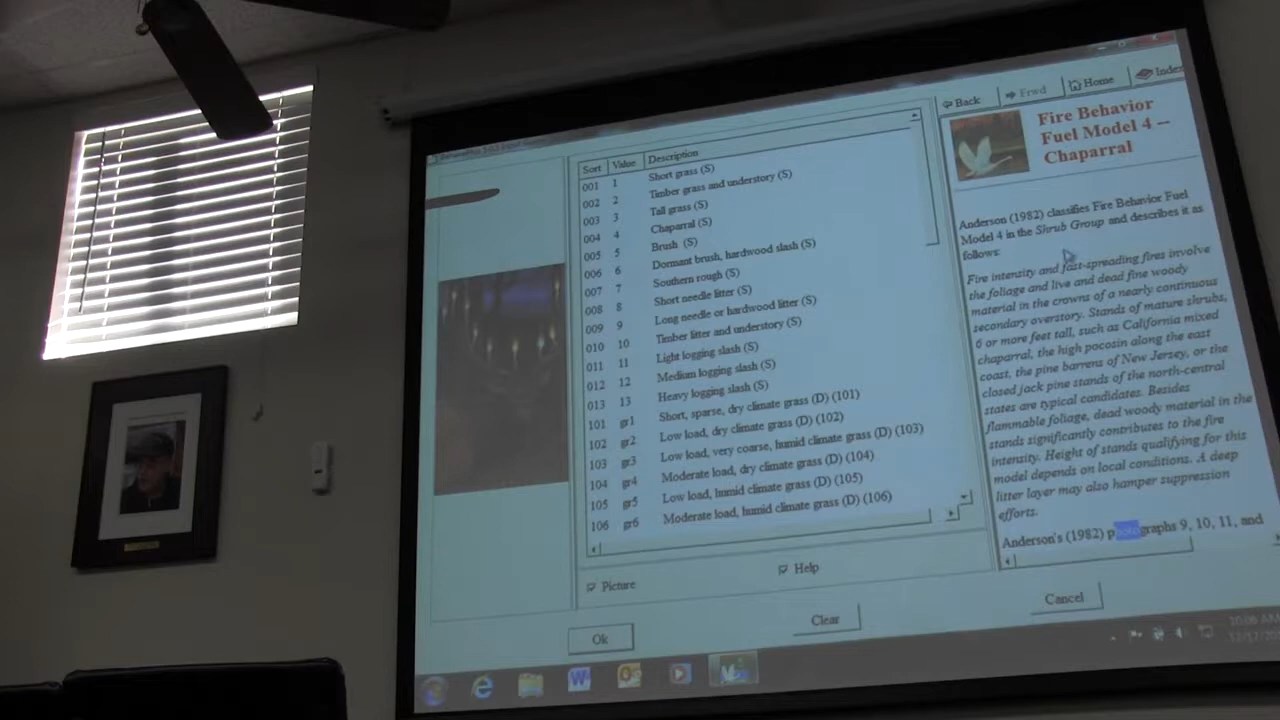 Back
Frwd
Home
Index
Sort Value Description
001 1 Short grass (S)
002 2 Timber grass and understory (S)
003 3 Tall grass (S)
004 4 Chaparral (S)
005 5 Brush (S)
006 6 Dormant brush, hardwood slash (S)
007 7 Southern rough (S)
008 8 Short needle litter (S)
009 9 Long needle or hardwood litter (S)
010 10 Timber litter and understory (S)
011 11 Light logging slash (S)
012 12 Medium logging slash (S)
013 13 Heavy logging slash (S)
101 gr1 Short, sparse, dry climate grass (D) (101)
102 gr2 Low load, dry climate grass (D) (102)
103 gr3 Low load, very coarse, humid climate grass (D) (103)
104 gr4 Moderate load, dry climate grass (D) (104)
105 gr5 Low load, humid climate grass (D) (105)
106 gr6 Moderate load, humid climate grass (D) (106)
Picture
Help
Ok
Clear
Cancel
Fire Behavior
Fuel Model 4 --
Chaparral
Anderson (1982) classifies Fire Behavior Fuel
Model 4 in the Shrub Group and describes it as
follows:
Fire intensity and fast-spreading fires involve
the foliage and live and dead fine woody
material in the crowns of a nearly continuous
secondary overstory. Stands of mature shrubs,
6 or more feet tall, such as California mixed
chaparral, the high pocosin along the east
coast, the pine barrens of New Jersey, or the
closed jack pine stands of the north-central
states are typical candidates. Besides
flammable foliage, dead woody material in the
stands significantly contributes to the fire
intensity. Height of stands qualifying for this
model depends on local conditions. A deep
litter layer may also hamper suppression
efforts.
Anderson's (1982) photographs 9, 10, 11, and
10:06 AM